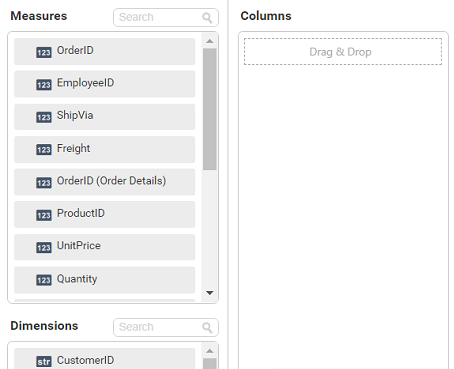 Measures
Search
123 OrderID
123 EmployeeID
123 ShipVia
123 Freight
123 OrderID (Order Details)
123 ProductID
123 UnitPrice
123 Quantity
Dimensions
Search
str CustomerID
Columns
Drag & Drop